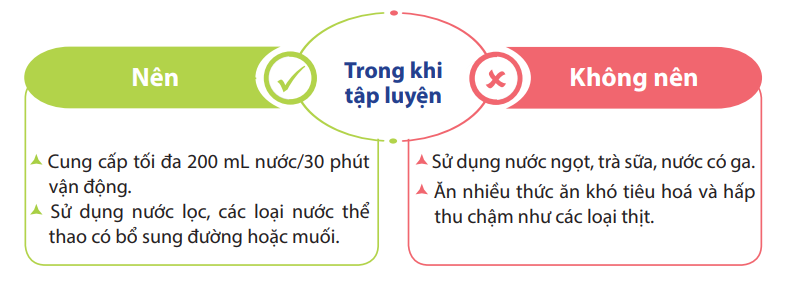 Nên
Trong khi
tập luyện
Không nên
Cung cấp tối đa 200 mL nước/30 phút
vận động.
Sử dụng nước lọc, các loại nước thể
thao có bổ sung đường hoặc muối.
Sử dụng nước ngọt, trà sữa, nước có ga.
Ăn nhiều thức ăn khó tiêu hoá và hấp
thu chậm như các loại thịt.